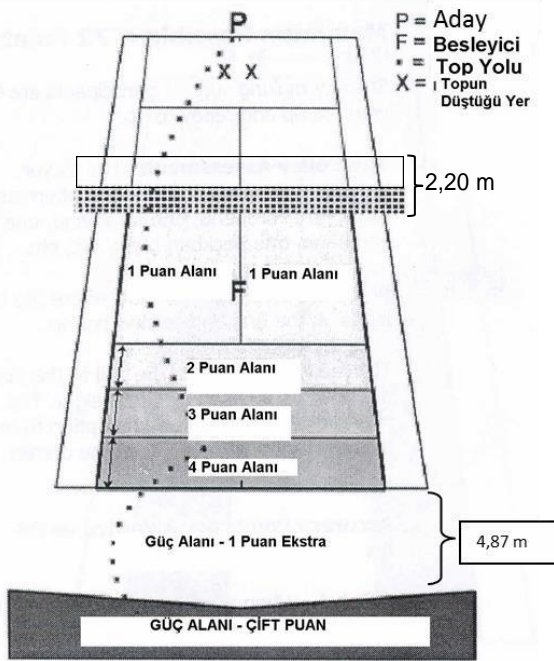 P
P = Aday
F = Besleyici
▪ = Top Yolu
X = Topun
Düştüğü Yer
X X
2,20 m
1 Puan Alanı 1 Puan Alanı
F
2 Puan Alanı
3 Puan Alanı
4 Puan Alanı
Güç Alanı - 1 Puan Ekstra
4,87 m
GÜÇ ALANI - ÇİFT PUAN